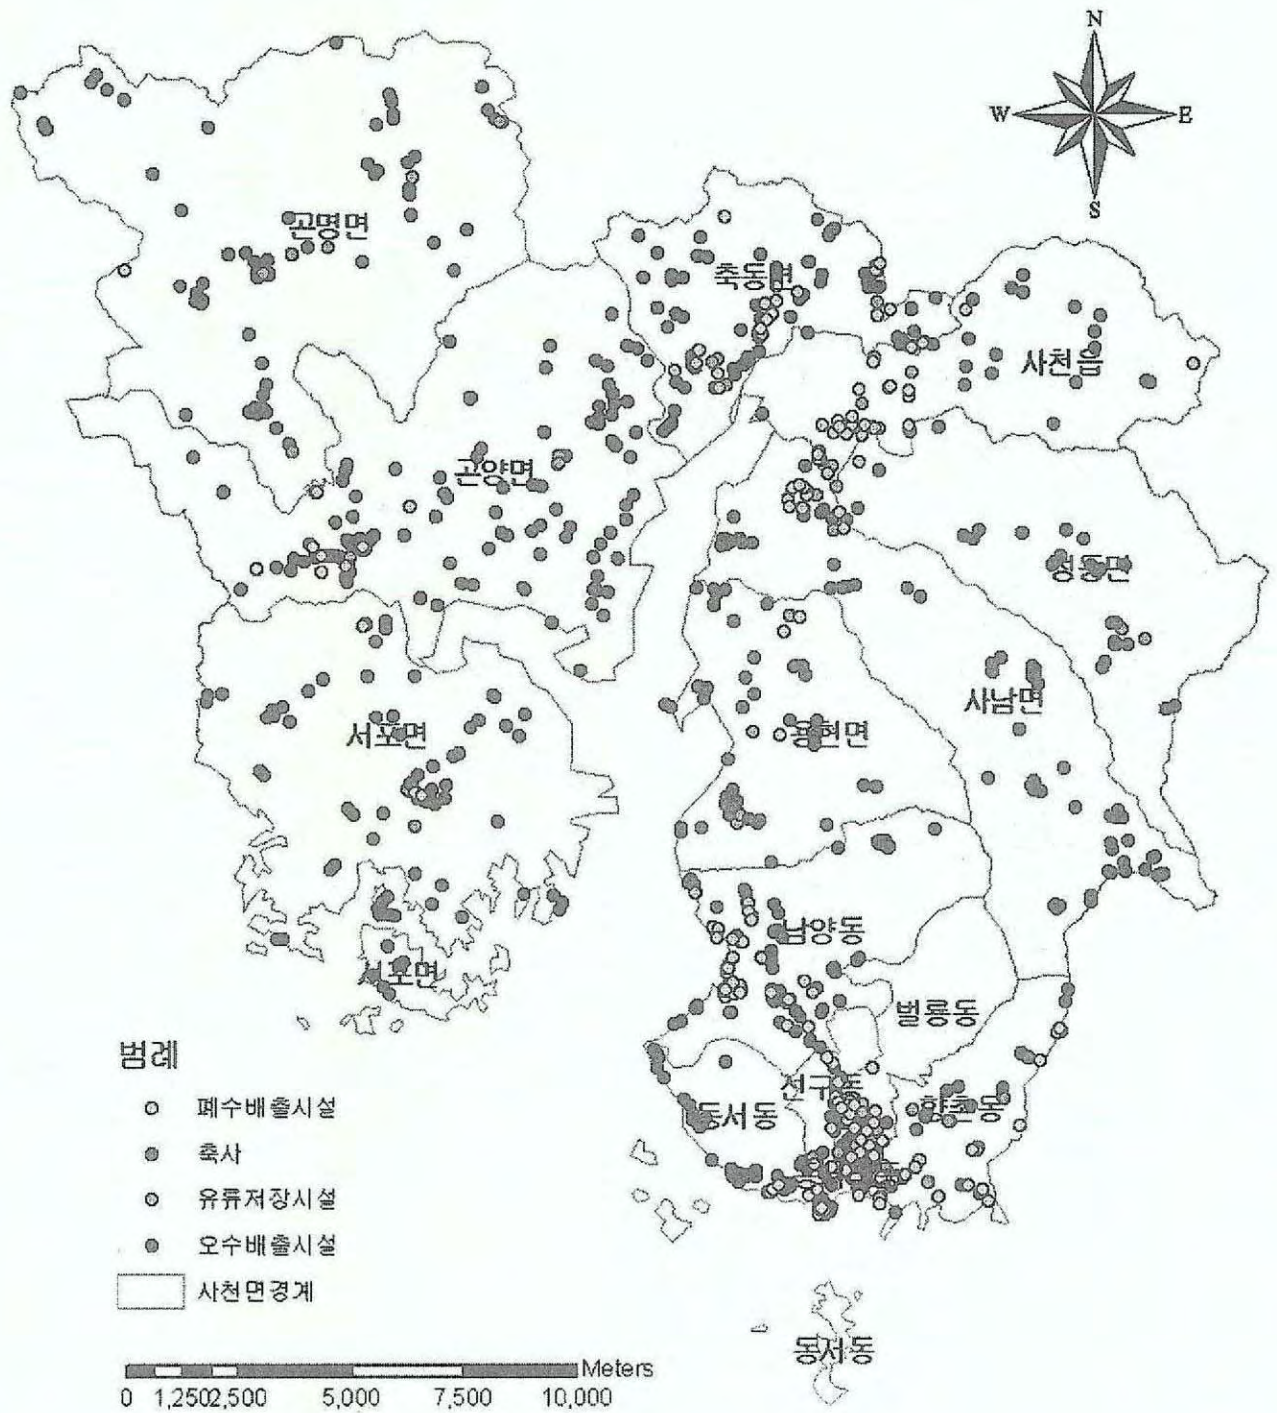 N
W E
S
곤명면
축동면
사천읍
곤양면
정동면
사남면
서포면
용현면
남양동
서포면
벌룡동
선구동
동서동
향촌동
범례
폐수배출시설
축사
유류저장시설
오수배출시설
사천면경계
동서동
Meters
0 1,250 2,500 5,000 7,500 10,000